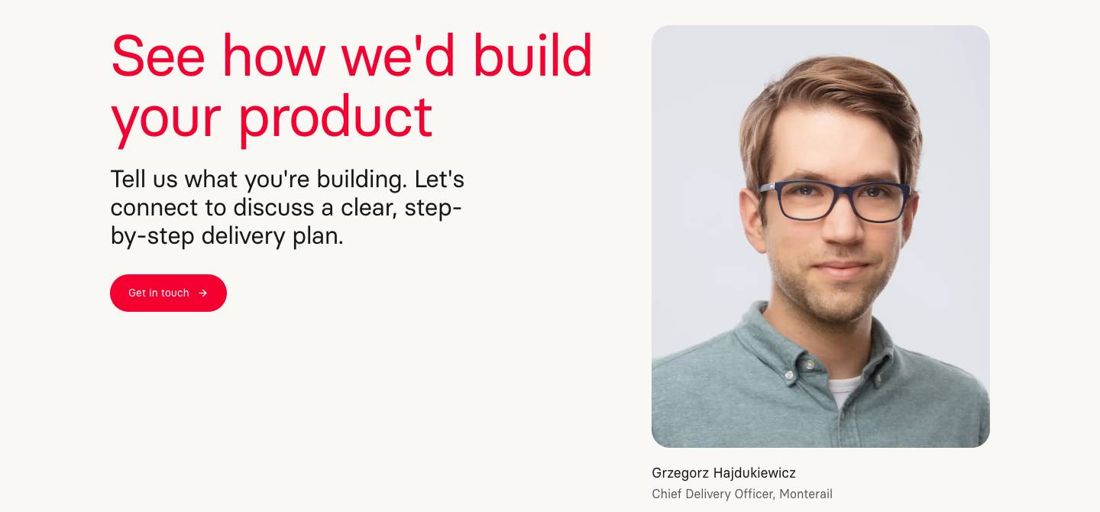 See how we'd build
your product
Tell us what you're building. Let's
connect to discuss a clear, step-
by-step delivery plan.
Get in touch →
Grzegorz Hajdukiewicz
Chief Delivery Officer, Monterail